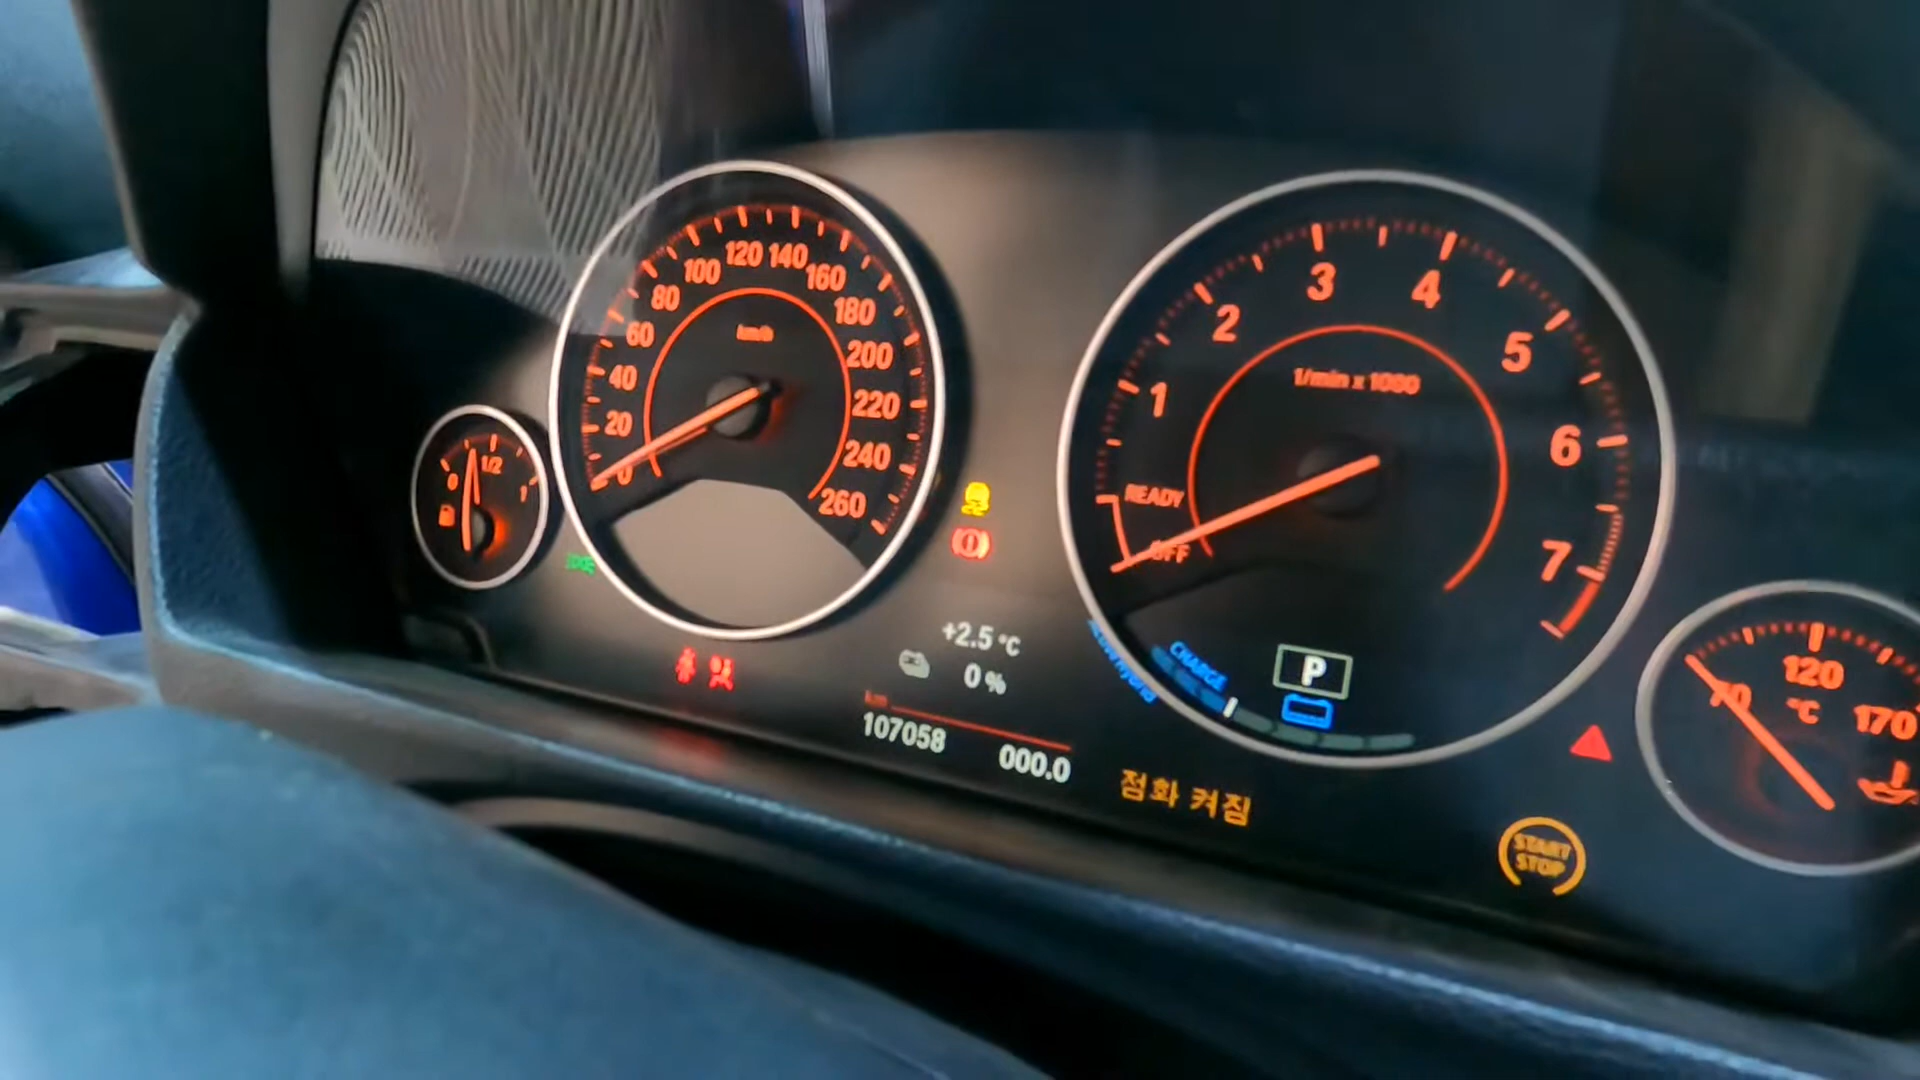 120 140
100 160
80 180
60 200
40 220
20 240
0 260
km/h
0 1/2 1
3 4
2 5
1 6
7
1/min x 1000
READY
OFF
CHARGE
P
+2.5 °C
0 %
km
107058 000.0
점화 켜짐
START
STOP
120
°C
170